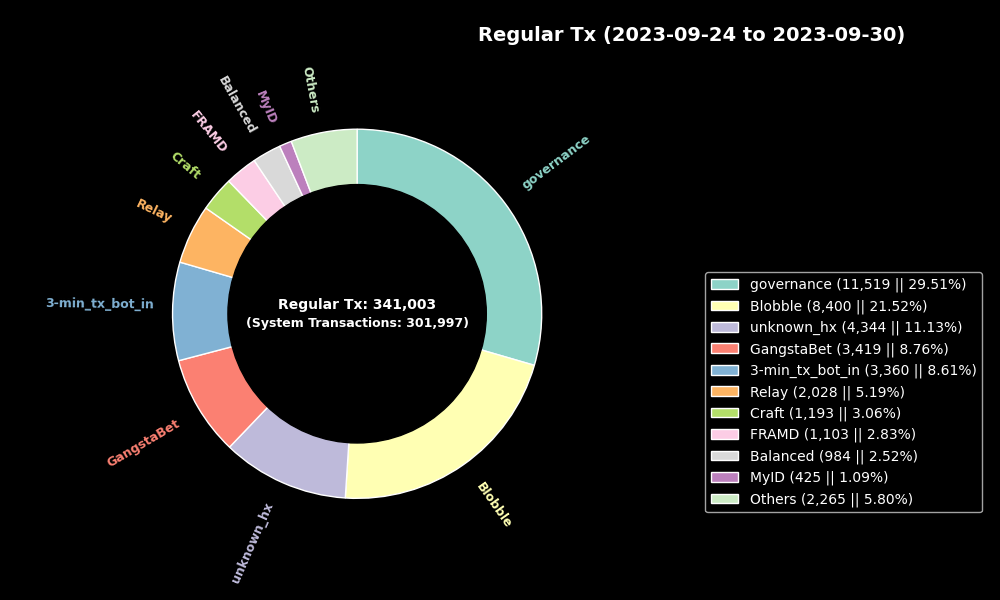 Regular Tx (2023-09-24 to 2023-09-30)
Others
MyID
Balanced
FRAMD
Craft
Relay
3-min_tx_bot_in
GangstaBet
unknown_hx
Blobble
governance
Regular Tx: 341,003
(System Transactions: 301,997)
governance (11,519 || 29.51%)
Blobble (8,400 || 21.52%)
unknown_hx (4,344 || 11.13%)
GangstaBet (3,419 || 8.76%)
3-min_tx_bot_in (3,360 || 8.61%)
Relay (2,028 || 5.19%)
Craft (1,193 || 3.06%)
FRAMD (1,103 || 2.83%)
Balanced (984 || 2.52%)
MyID (425 || 1.09%)
Others (2,265 || 5.80%)